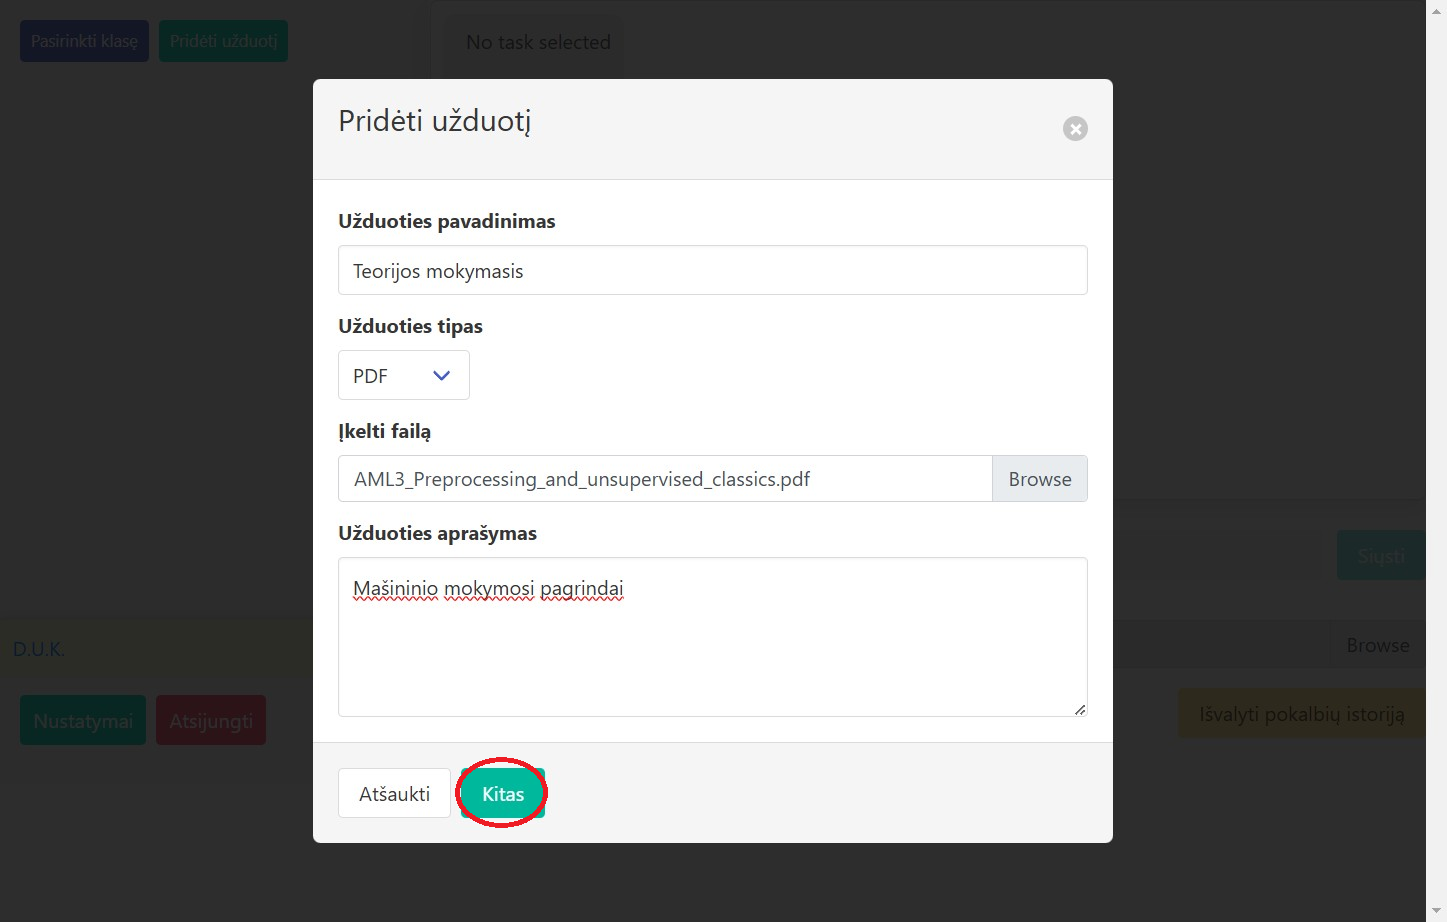 Pasirinkti klasę
Pridėti užduotį
No task selected
Pridėti užduotį
Užduoties pavadinimas
Teorijos mokymasis
Užduoties tipas
PDF
Įkelti failą
AML3_Preprocessing_and_unsupervised_classics.pdf
Browse
Užduoties aprašymas
Mašininio mokymosi pagrindai
Atšaukti
Kitas
Siųsti
D.U.K.
Browse
Nustatymai
Atsijungti
Išvalyti pokalbių istoriją